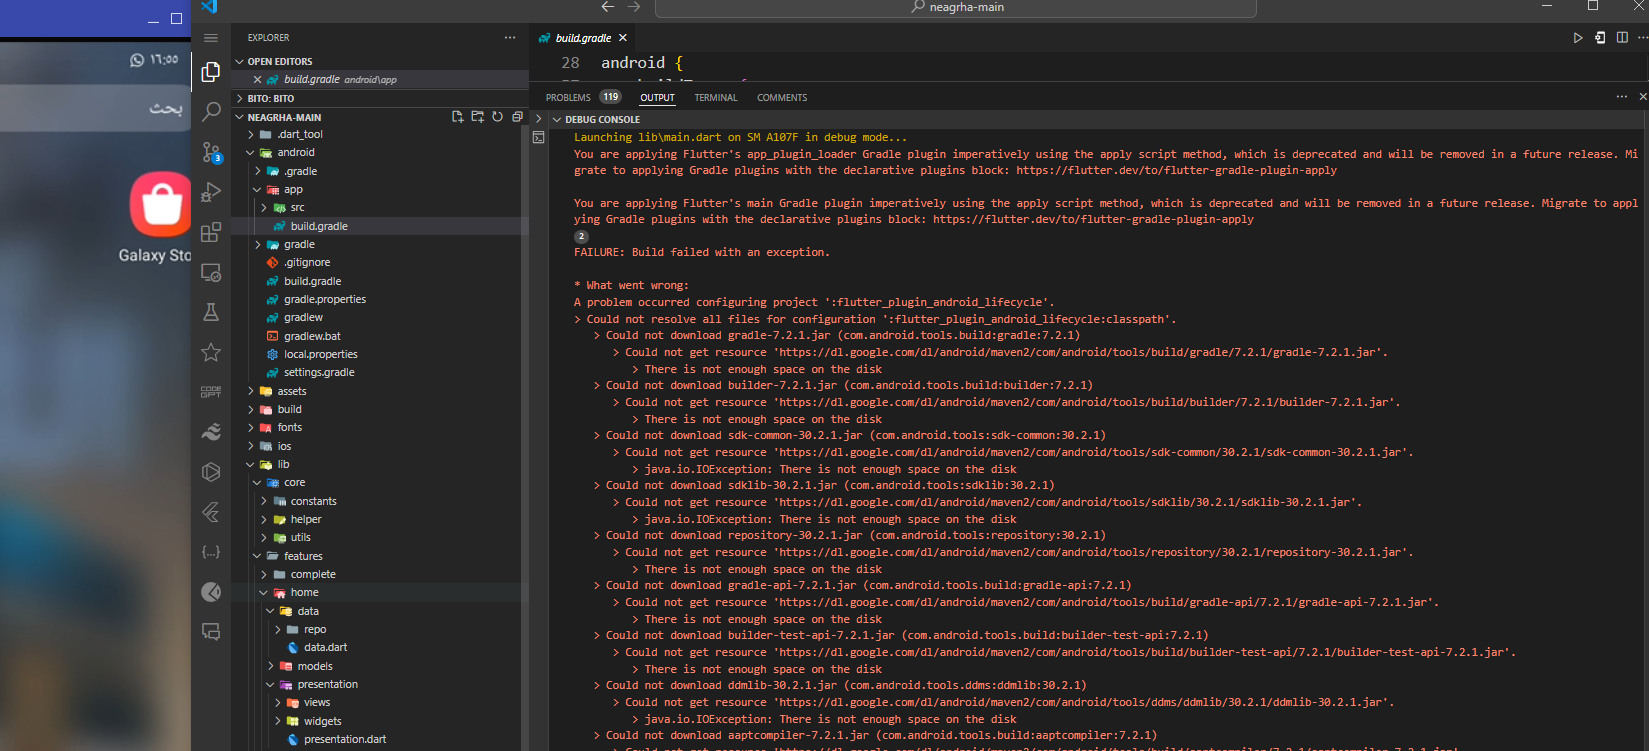 ١٦:٥٥
بحث
Galaxy Sto
neagrha-main
EXPLORER
OPEN EDITORS
build.gradle android\app
BITO: BITO
NEAGRHA-MAIN
.dart_tool
android
.gradle
app
src
build.gradle
gradle
.gitignore
build.gradle
gradle.properties
gradlew
gradlew.bat
local.properties
settings.gradle
assets
build
fonts
ios
lib
core
constants
helper
utils
features
complete
home
data
repo
data.dart
models
presentation
views
widgets
presentation.dart
3
CODE
GPT
build.gradle
28 android {
PROBLEMS 119 OUTPUT TERMINAL COMMENTS
DEBUG CONSOLE
Launching lib\main.dart on SM A107F in debug mode...
You are applying Flutter's app_plugin_loader Gradle plugin imperatively using the apply script method, which is deprecated and will be removed in a future release. Mi
grate to applying Gradle plugins with the declarative plugins block: https://flutter.dev/to/flutter-gradle-plugin-apply
You are applying Flutter's main Gradle plugin imperatively using the apply script method, which is deprecated and will be removed in a future release. Migrate to appl
ying Gradle plugins with the declarative plugins block: https://flutter.dev/to/flutter-gradle-plugin-apply
2
FAILURE: Build failed with an exception.
* What went wrong:
A problem occurred configuring project ':flutter_plugin_android_lifecycle'.
> Could not resolve all files for configuration ':flutter_plugin_android_lifecycle:classpath'.
> Could not download gradle-7.2.1.jar (com.android.tools.build:gradle:7.2.1)
> Could not get resource 'https://dl.google.com/dl/android/maven2/com/android/tools/build/gradle/7.2.1/gradle-7.2.1.jar'.
> There is not enough space on the disk
> Could not download builder-7.2.1.jar (com.android.tools.build:builder:7.2.1)
> Could not get resource 'https://dl.google.com/dl/android/maven2/com/android/tools/build/builder/7.2.1/builder-7.2.1.jar'.
> There is not enough space on the disk
> Could not download sdk-common-30.2.1.jar (com.android.tools:sdk-common:30.2.1)
> Could not get resource 'https://dl.google.com/dl/android/maven2/com/android/tools/sdk-common/30.2.1/sdk-common-30.2.1.jar'.
> java.io.IOException: There is not enough space on the disk
> Could not download sdklib-30.2.1.jar (com.android.tools:sdklib:30.2.1)
> Could not get resource 'https://dl.google.com/dl/android/maven2/com/android/tools/sdklib/30.2.1/sdklib-30.2.1.jar'.
> java.io.IOException: There is not enough space on the disk
> Could not download repository-30.2.1.jar (com.android.tools:repository:30.2.1)
> Could not get resource 'https://dl.google.com/dl/android/maven2/com/android/tools/repository/30.2.1/repository-30.2.1.jar'.
> There is not enough space on the disk
> Could not download gradle-api-7.2.1.jar (com.android.tools.build:gradle-api:7.2.1)
> Could not get resource 'https://dl.google.com/dl/android/maven2/com/android/tools/build/gradle-api/7.2.1/gradle-api-7.2.1.jar'.
> There is not enough space on the disk
> Could not download builder-test-api-7.2.1.jar (com.android.tools.build:builder-test-api:7.2.1)
> Could not get resource 'https://dl.google.com/dl/android/maven2/com/android/tools/build/builder-test-api/7.2.1/builder-test-api-7.2.1.jar'.
> There is not enough space on the disk
> Could not download ddmlib-30.2.1.jar (com.android.tools.ddms:ddmlib:30.2.1)
> Could not get resource 'https://dl.google.com/dl/android/maven2/com/android/tools/ddms/ddmlib/30.2.1/ddmlib-30.2.1.jar'.
> java.io.IOException: There is not enough space on the disk
> Could not download aaptcompiler-7.2.1.jar (com.android.tools.build:aaptcompiler:7.2.1)